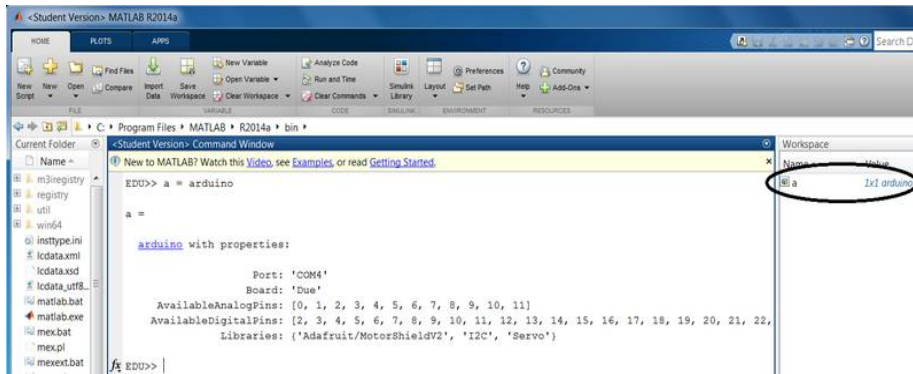 <Student Version> MATLAB R2014a
HOME PLOTS APPS
Search D
New Script
New
Open
Find Files
Compare
Import Data
Save Workspace
New Variable
Open Variable
Clear Workspace
Analyze Code
Run and Time
Clear Commands
Simulink Library
Layout
Preferences
Set Path
Help
Community
Add-Ons
FILE VARIABLE CODE SIMULINK ENVIRONMENT RESOURCES
C: Program Files MATLAB R2014a bin
Current Folder
Name
m3iregistry
registry
util
win64
insttype.ini
lcdata.xml
lcdata.xsd
lcdata_utf8...
matlab.bat
matlab.exe
mex.bat
mex.pl
mexext.bat
<Student Version> Command Window
New to MATLAB? Watch this Video, see Examples, or read Getting Started.
EDU>> a = arduino
a =
arduino with properties:
Port: 'COM4'
Board: 'Due'
AvailableAnalogPins: [0, 1, 2, 3, 4, 5, 6, 7, 8, 9, 10, 11]
AvailableDigitalPins: [2, 3, 4, 5, 6, 7, 8, 9, 10, 11, 12, 13, 14, 15, 16, 17, 18, 19, 20, 21, 22,
Libraries: {'Adafruit/MotorShieldV2', 'I2C', 'Servo'}
fx EDU>>
Workspace
Name Value
a 1x1 arduino